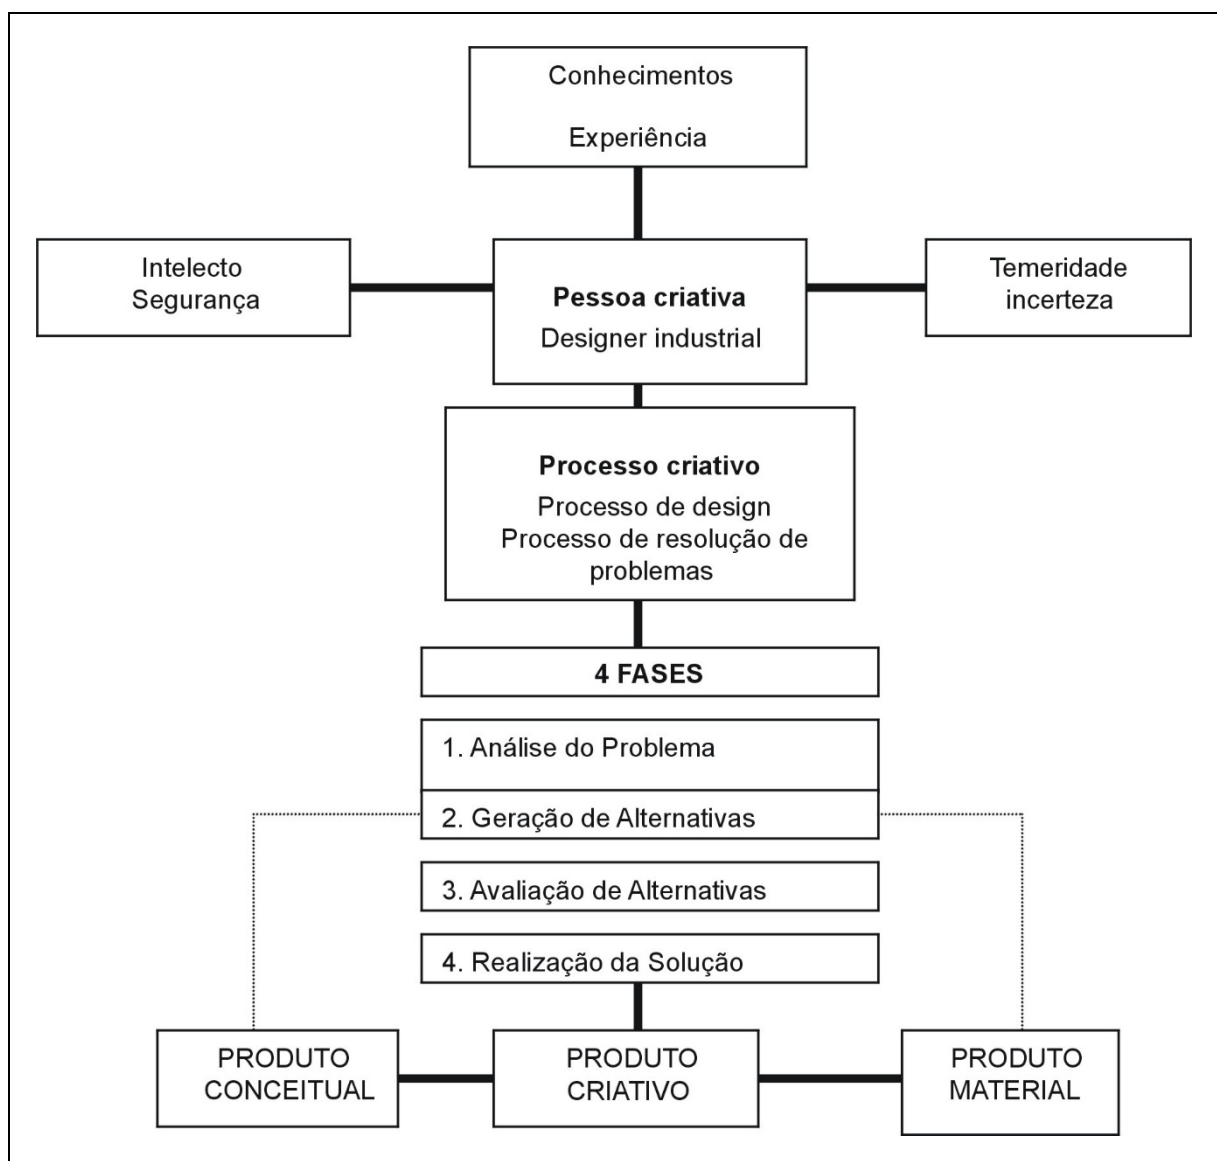 Conhecimentos
Experiência
Intelecto
Segurança
Pessoa criativa
Designer industrial
Temeridade
incerteza
Processo criativo
Processo de design
Processo de resolução de
problemas
4 FASES
1. Análise do Problema
2. Geração de Alternativas
3. Avaliação de Alternativas
4. Realização da Solução
PRODUTO
CONCEITUAL
PRODUTO
CRIATIVO
PRODUTO
MATERIAL